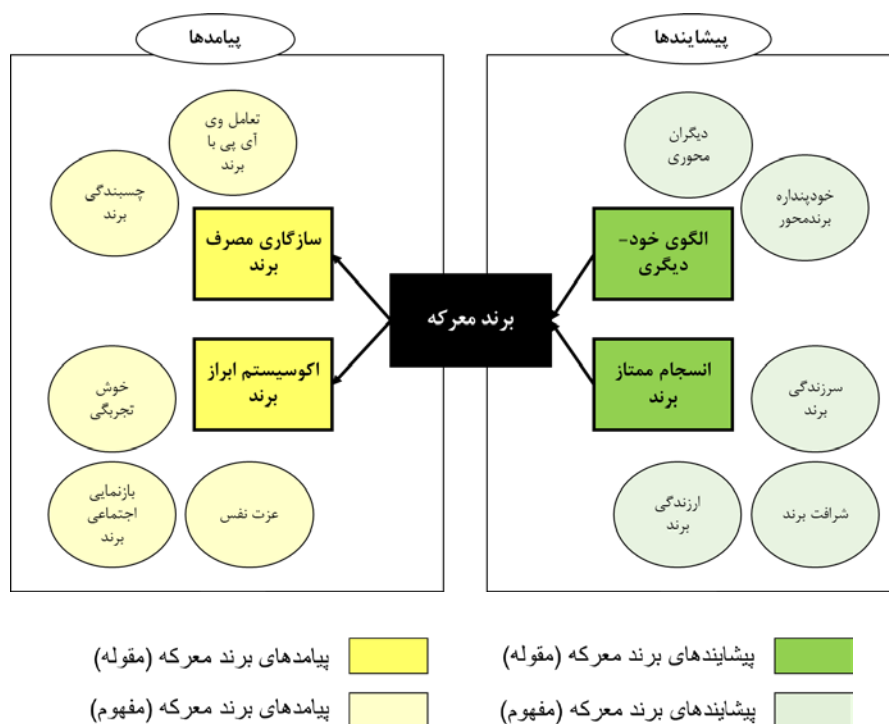 پیشایندها
دیگران
محوری
خودپنداره
برندمحور
الگوی خود-
دیگری
انسجام ممتاز
برند
سرزندگی
برند
ارزندگی
برند
شرافت برند
برند معرکه
پیامدها
تعامل وی
آی پی با
برند
چسبندگی
برند
سازگاری مصرف
برند
اکوسیستم ابراز
برند
خوش
تجربگی
بازنمایی
اجتماعی
برند
عزت نفس
پیشایندهای برند معرکه (مقوله)
پیامدهای برند معرکه (مقوله)
پیشایندهای برند معرکه (مفهوم)
پیامدهای برند معرکه (مفهوم)